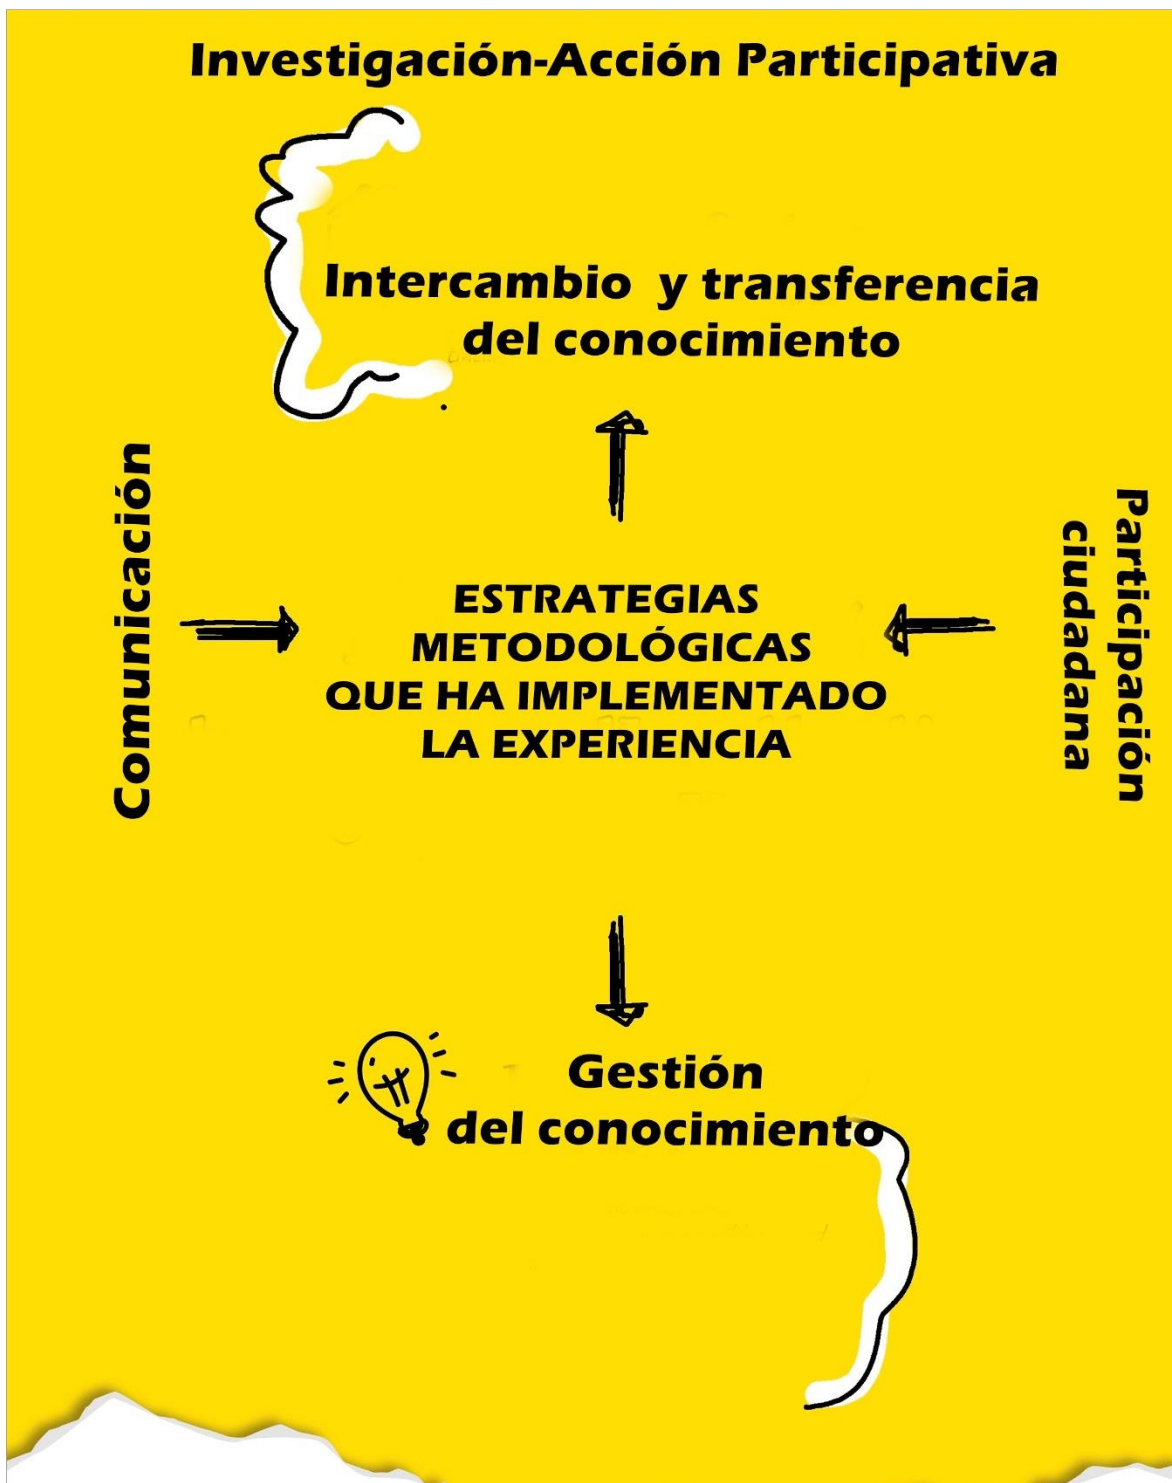 Investigación-Acción Participativa
Intercambio y transferencia
del conocimiento
Comunicación
ESTRATEGIAS
METODOLÓGICAS
QUE HA IMPLEMENTADO
LA EXPERIENCIA
Participación
ciudadana
Gestión
del conocimiento